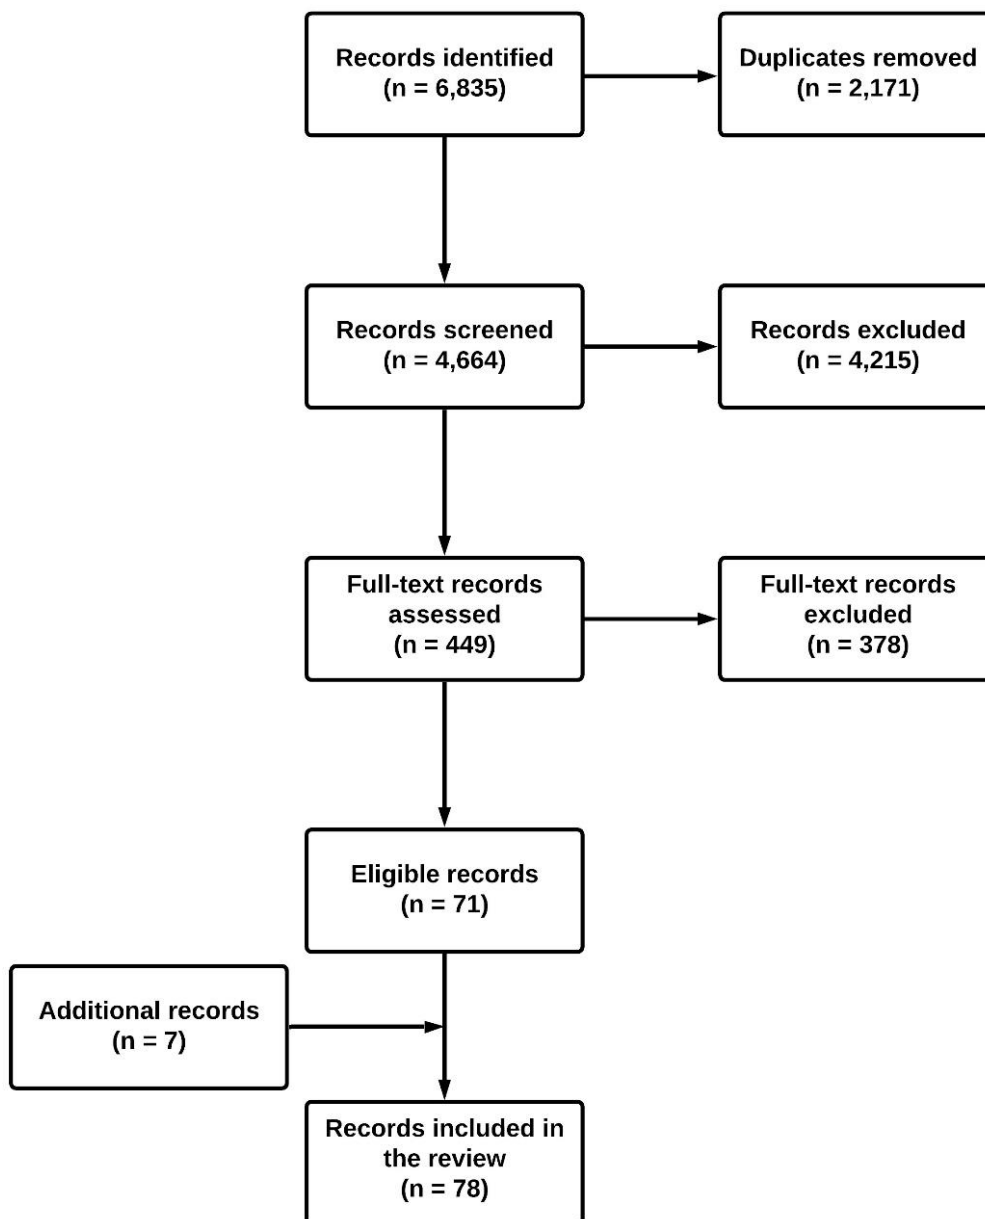 Records identified
(n = 6,835)
Duplicates removed
(n = 2,171)
Records screened
(n = 4,664)
Records excluded
(n = 4,215)
Full-text records
assessed
(n = 449)
Full-text records
excluded
(n = 378)
Eligible records
(n = 71)
Additional records
(n = 7)
Records included in
the review
(n = 78)